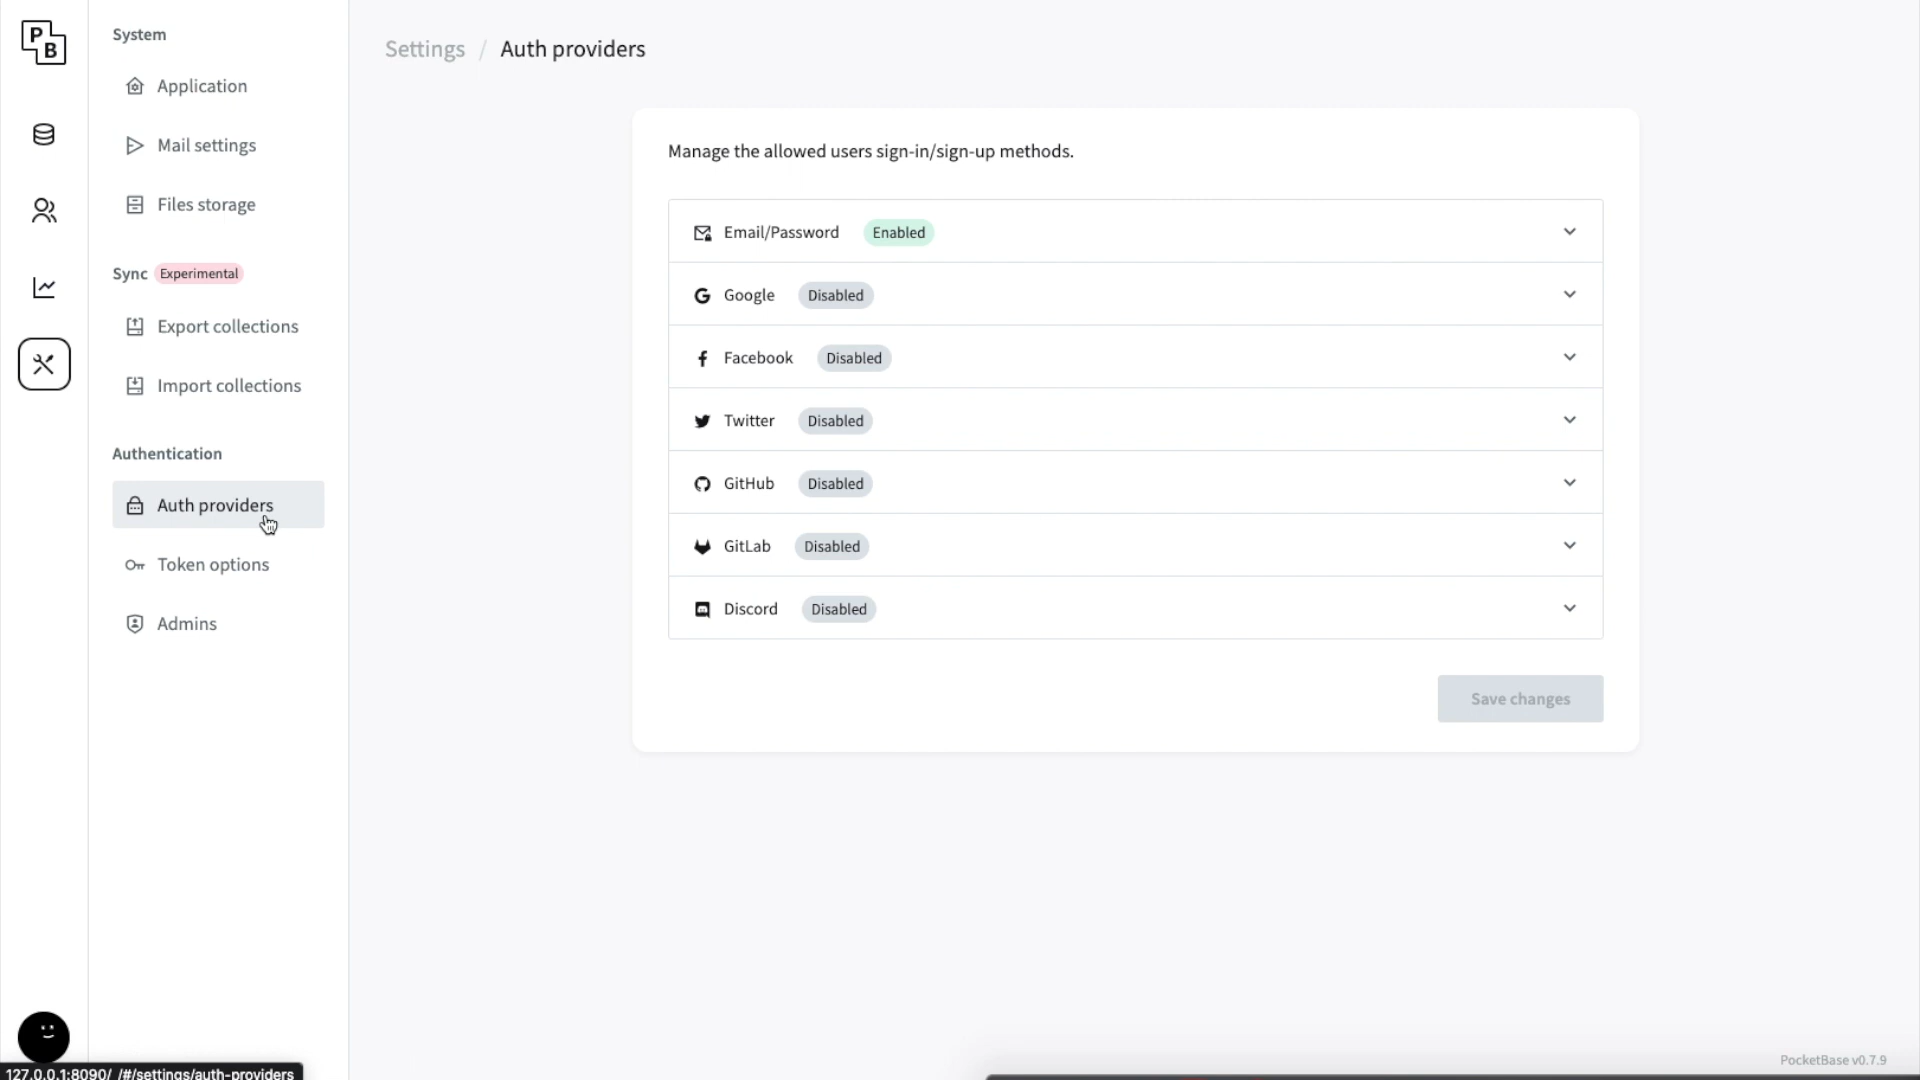 P
B
System
Application
Mail settings
Files storage
Sync Experimental
Export collections
Import collections
Authentication
Auth providers
Token options
Admins
Settings / Auth providers
Manage the allowed users sign-in/sign-up methods.
Email/Password Enabled
Google Disabled
Facebook Disabled
Twitter Disabled
GitHub Disabled
GitLab Disabled
Discord Disabled
Save changes
PocketBase v0.7.9
127.0.0.1:8090/_/#/settings/auth-providers